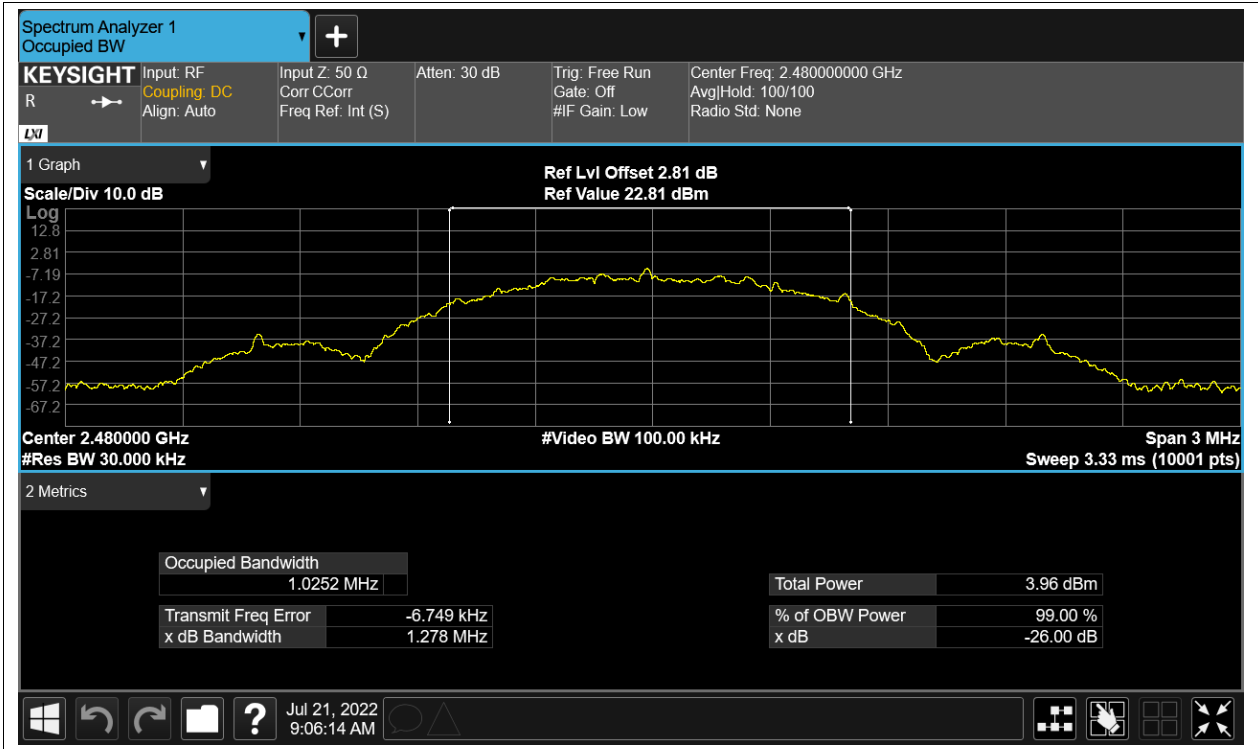 Spectrum Analyzer 1
Occupied BW
KEYSIGHT
R
LXI
Input: RF
Coupling: DC
Align: Auto
Input Z: 50 Ω
Corr CCorr
Freq Ref: Int (S)
Atten: 30 dB
Trig: Free Run
Gate: Off
#IF Gain: Low
Center Freq: 2.480000000 GHz
Avg|Hold: 100/100
Radio Std: None
1 Graph
Scale/Div 10.0 dB
Ref Lvl Offset 2.81 dB
Ref Value 22.81 dBm
Log
12.8
2.81
-7.19
-17.2
-27.2
-37.2
-47.2
-57.2
-67.2
Center 2.480000 GHz
#Res BW 30.000 kHz
#Video BW 100.00 kHz
Span 3 MHz
Sweep 3.33 ms (10001 pts)
2 Metrics
Occupied Bandwidth
1.0252 MHz
Transmit Freq Error -6.749 kHz
x dB Bandwidth 1.278 MHz
Total Power 3.96 dBm
% of OBW Power 99.00 %
x dB -26.00 dB
?
Jul 21, 2022
9:06:14 AM